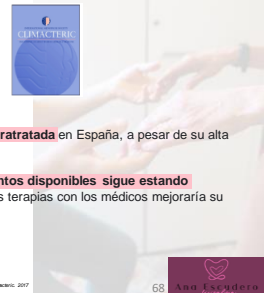 CLIMACTERIC
ratratada en España, a pesar de su alta
ntos disponibles sigue estando
s terapias con los médicos mejoraría su
acteric. 2017
68
Ana Escudero